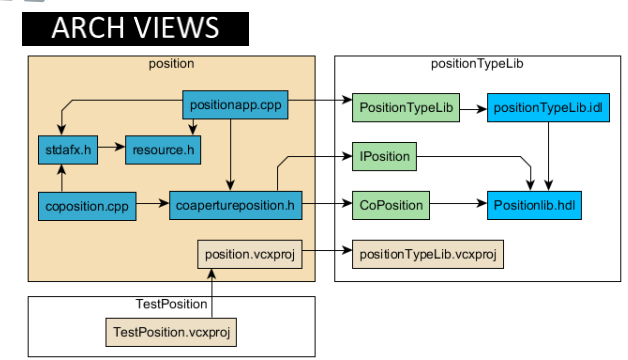 ARCH VIEWS
position
positionTypeLib
positionapp.cpp
PositionTypeLib
positionTypeLib.idl
stdafx.h
resource.h
IPosition
coposition.cpp
coapertureposition.h
CoPosition
Positionlib.hdl
position.vcxproj
positionTypeLib.vcxproj
TestPosition
TestPosition.vcxproj